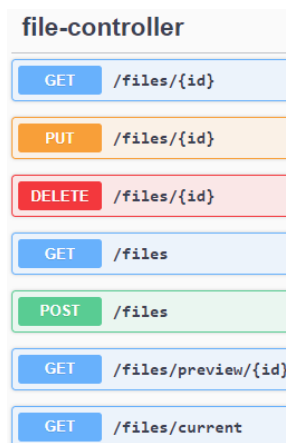 file-controller
GET /files/{id}
PUT /files/{id}
DELETE /files/{id}
GET /files
POST /files
GET /files/preview/{id}
GET /files/current